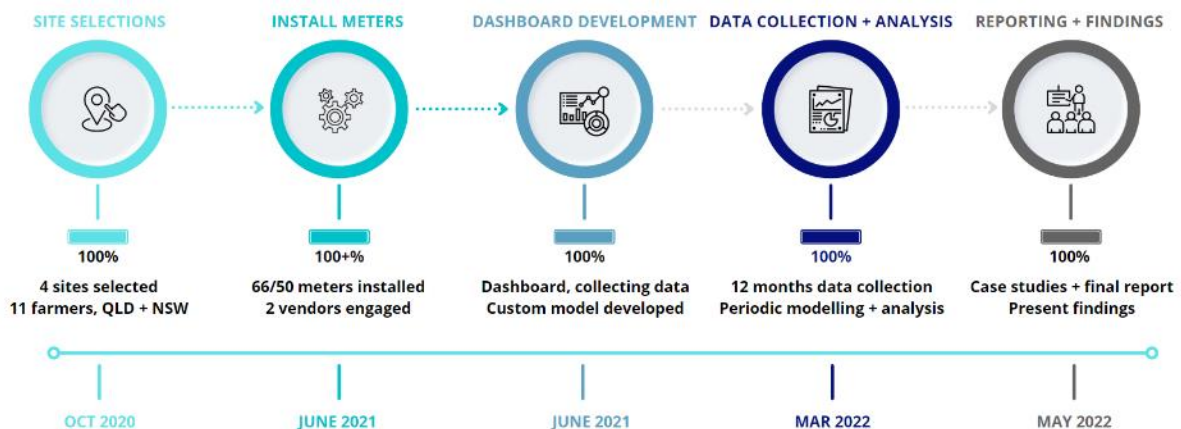 SITE SELECTIONS
INSTALL METERS
DASHBOARD DEVELOPMENT
DATA COLLECTION + ANALYSIS
REPORTING + FINDINGS
100%
4 sites selected
11 farmers, QLD + NSW
100+%
66/50 meters installed
2 vendors engaged
100%
Dashboard, collecting data
Custom model developed
100%
12 months data collection
Periodic modelling + analysis
100%
Case studies + final report
Present findings
OCT 2020
JUNE 2021
JUNE 2021
MAR 2022
MAY 2022